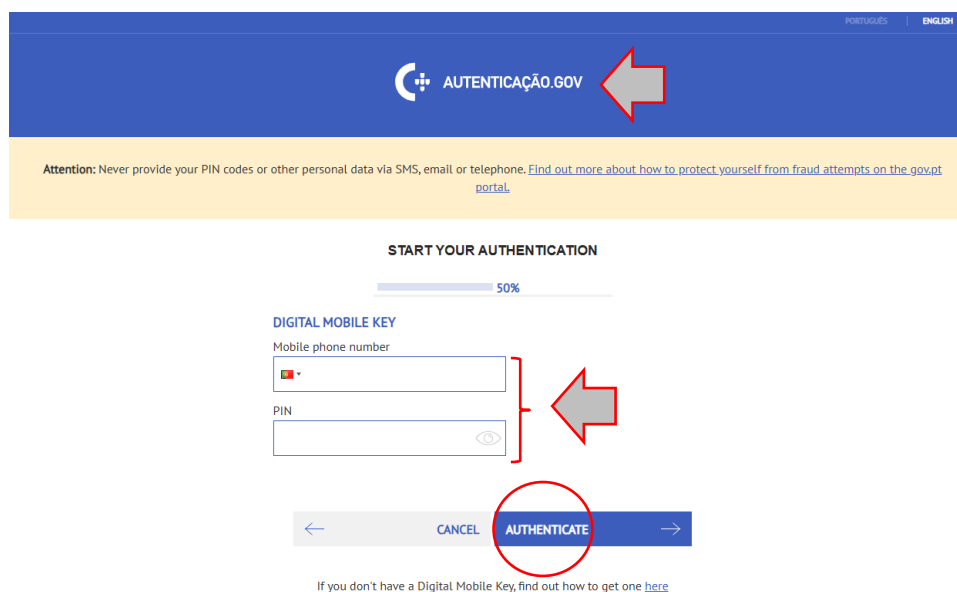 PORTUGUÊS | ENGLISH
AUTENTICAÇÃO.GOV
Attention: Never provide your PIN codes or other personal data via SMS, email or telephone. Find out more about how to protect yourself from fraud attempts on the gov.pt
portal.
START YOUR AUTHENTICATION
50%
DIGITAL MOBILE KEY
Mobile phone number
PIN
CANCEL AUTHENTICATE
If you don't have a Digital Mobile Key, find out how to get one here